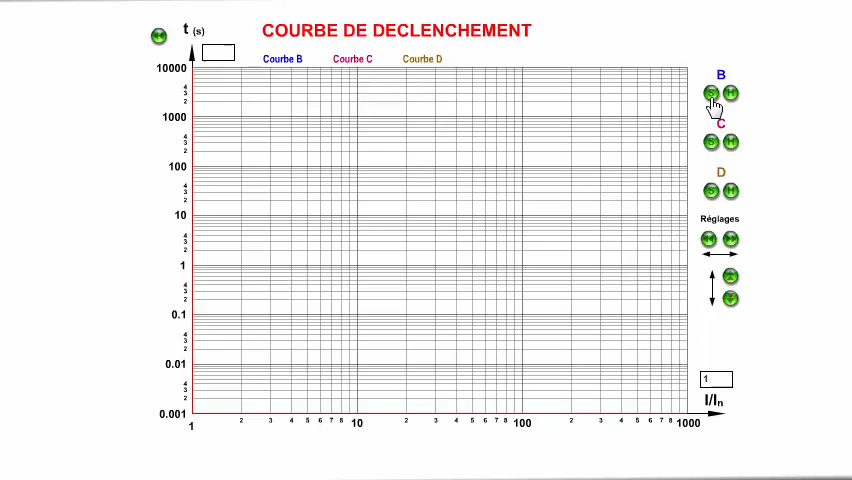 t (s)
COURBE DE DECLENCHEMENT
Courbe B Courbe C Courbe D
10000
4
3
2
1000
4
3
2
100
4
3
2
10
4
3
2
1
4
3
2
0.1
4
3
2
0.01
4
3
2
0.001
1 2 3 4 5 6 7 8 10 2 3 4 5 6 7 8 100 2 3 4 5 6 7 8 1000
B
S H
C
S H
D
S H
Réglages
1
I/In